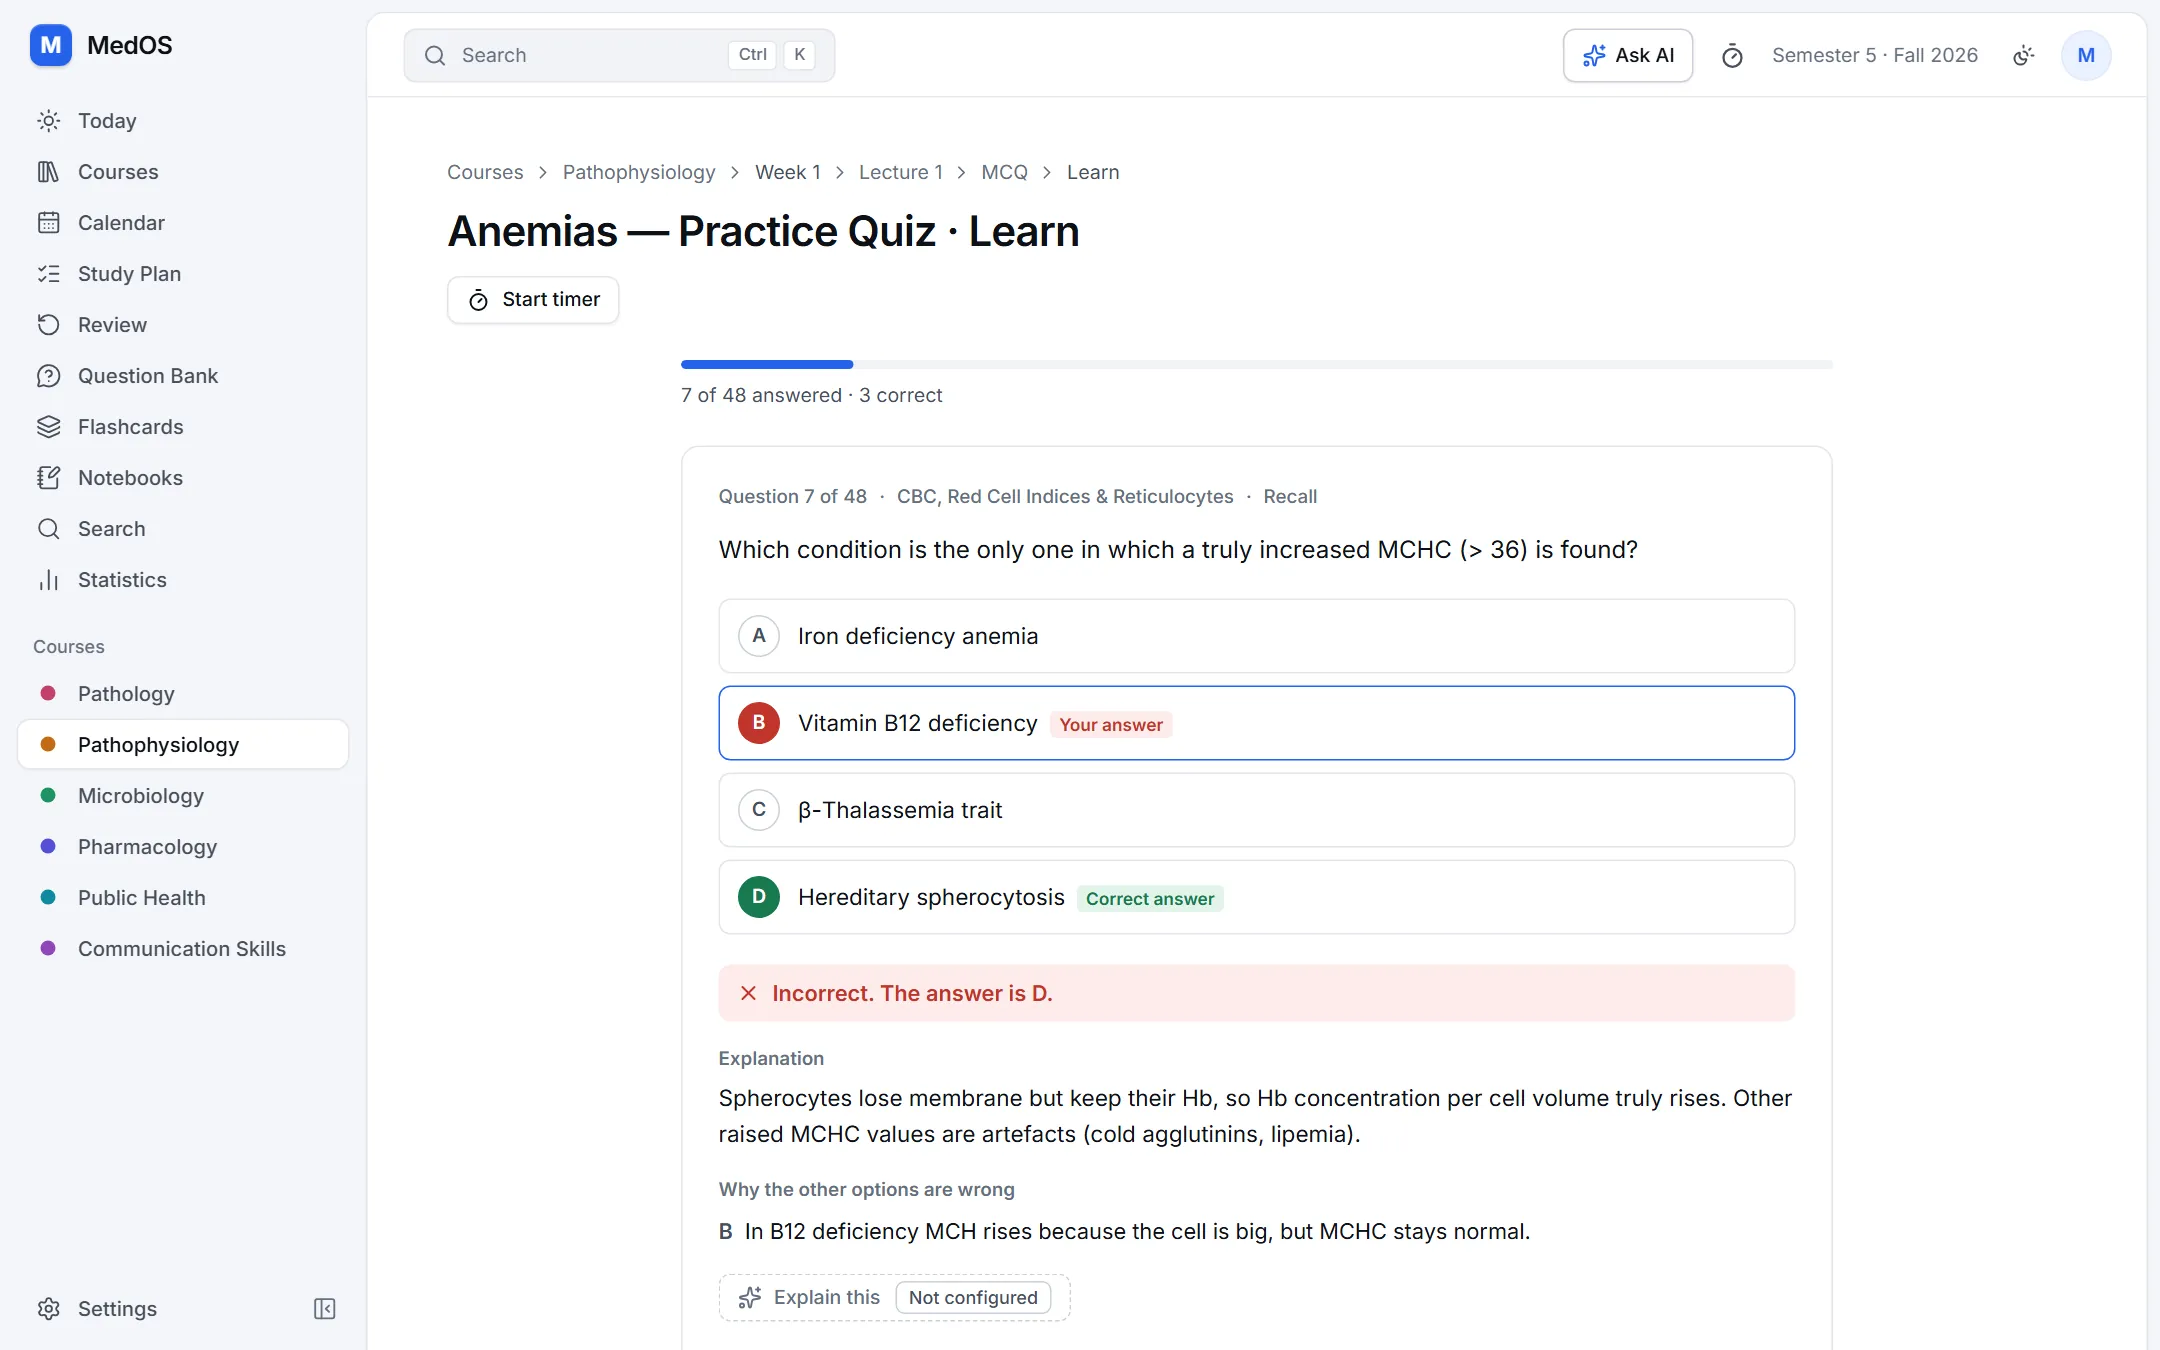 M MedOS
Today
Courses
Calendar
Study Plan
Review
Question Bank
Flashcards
Notebooks
Search
Statistics
Courses
Pathology
Pathophysiology
Microbiology
Pharmacology
Public Health
Communication Skills
Settings
Search Ctrl K
Ask AI Semester 5 · Fall 2026 M
Courses > Pathophysiology > Week 1 > Lecture 1 > MCQ > Learn
Anemias — Practice Quiz · Learn
Start timer
7 of 48 answered · 3 correct
Question 7 of 48 · CBC, Red Cell Indices & Reticulocytes · Recall
Which condition is the only one in which a truly increased MCHC (> 36) is found?
A Iron deficiency anemia
B Vitamin B12 deficiency Your answer
C β-Thalassemia trait
D Hereditary spherocytosis Correct answer
Incorrect. The answer is D.
Explanation
Spherocytes lose membrane but keep their Hb, so Hb concentration per cell volume truly rises. Other
raised MCHC values are artefacts (cold agglutinins, lipemia).
Why the other options are wrong
B In B12 deficiency MCH rises because the cell is big, but MCHC stays normal.
Explain this Not configured